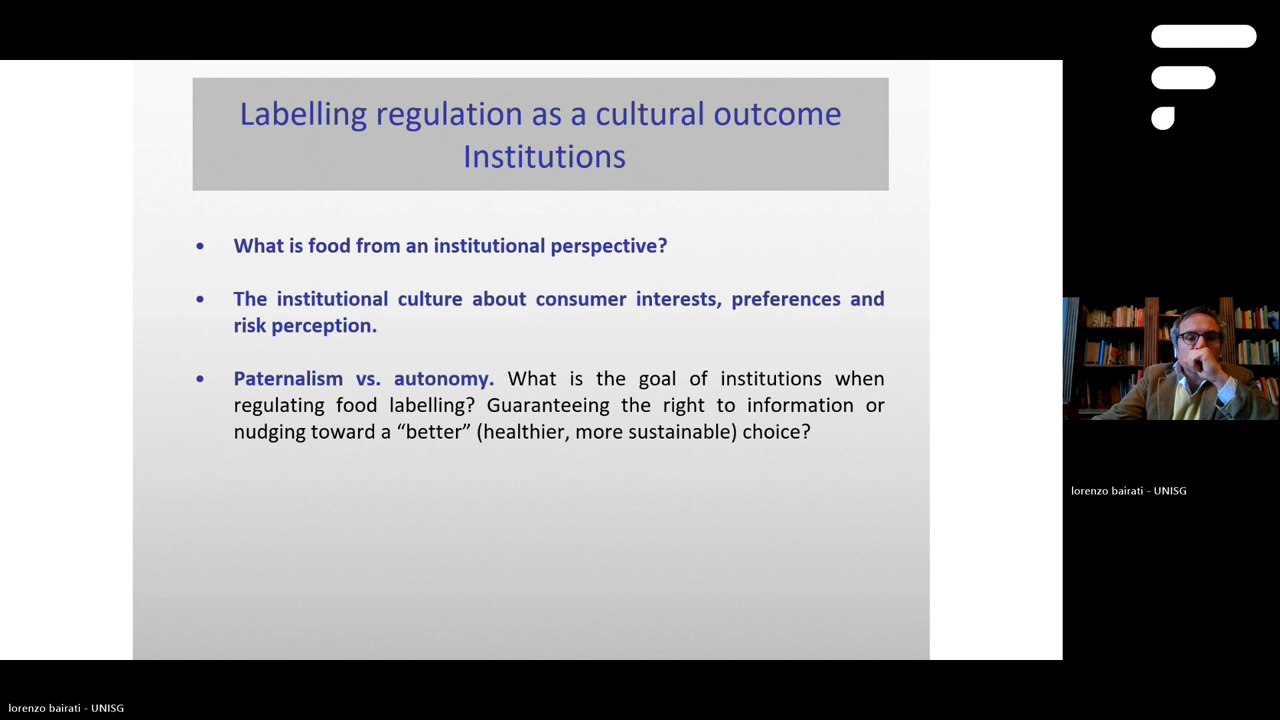 Labelling regulation as a cultural outcome
Institutions
• What is food from an institutional perspective?
• The institutional culture about consumer interests, preferences and
risk perception.
• Paternalism vs. autonomy. What is the goal of institutions when
regulating food labelling? Guaranteeing the right to information or
nudging toward a “better” (healthier, more sustainable) choice?
lorenzo bairati - UNISG
lorenzo bairati - UNISG